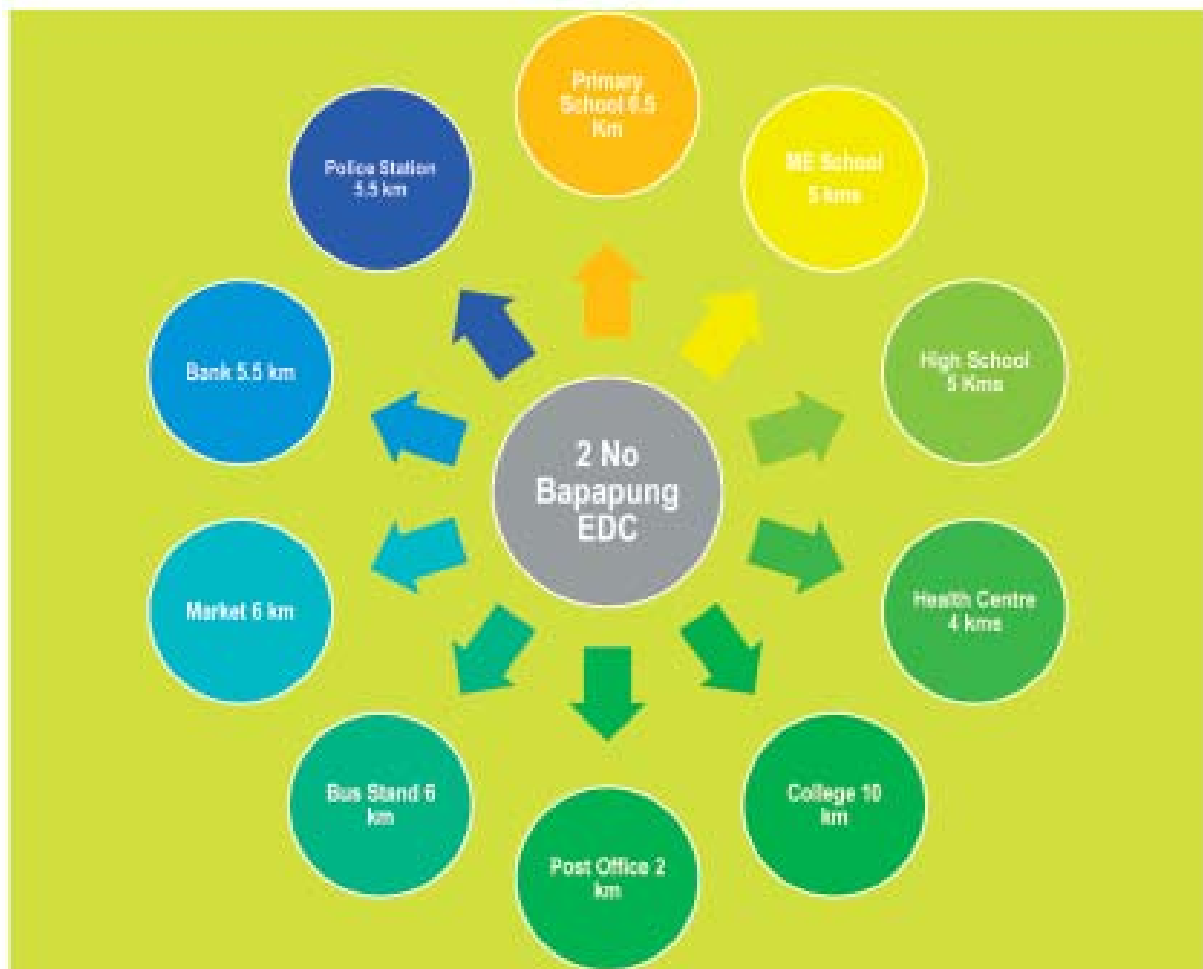 Primary
School
Km
ME School
5 kms
High School
5 Kms
Health Centre
4 kms
College 10
km
Post Office 2
km
Bus Stand 6
km
Market 6 km
Bank 5.5 km
Police Station
5.5 km
2 No
Bapapung
EDC